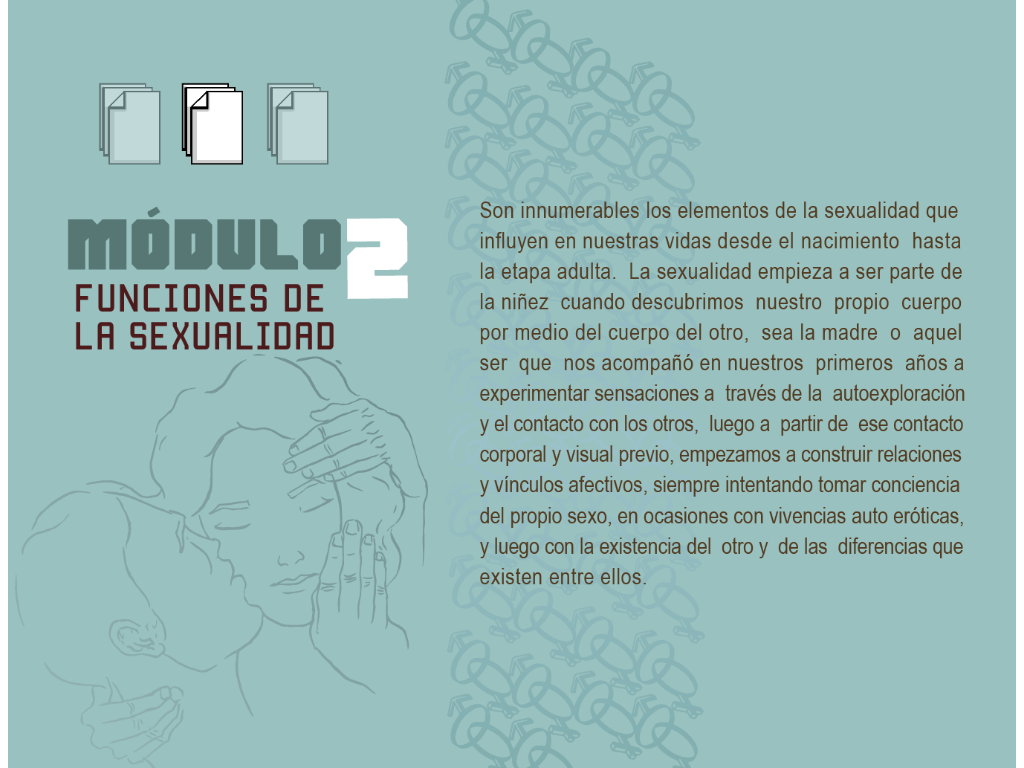 MÓDULO 2
FUNCIONES DE
LA SEXUALIDAD
Son innumerables los elementos de la sexualidad que
influyen en nuestras vidas desde el nacimiento hasta
la etapa adulta. La sexualidad empieza a ser parte de
la niñez cuando descubrimos nuestro propio cuerpo
por medio del cuerpo del otro, sea la madre o aquel
ser que nos acompañó en nuestros primeros años a
experimentar sensaciones a través de la autoexploración
y el contacto con los otros, luego a partir de ese contacto
corporal y visual previo, empezamos a construir relaciones
y vínculos afectivos, siempre intentando tomar conciencia
del propio sexo, en ocasiones con vivencias auto eróticas,
y luego con la existencia del otro y de las diferencias que
existen entre ellos.